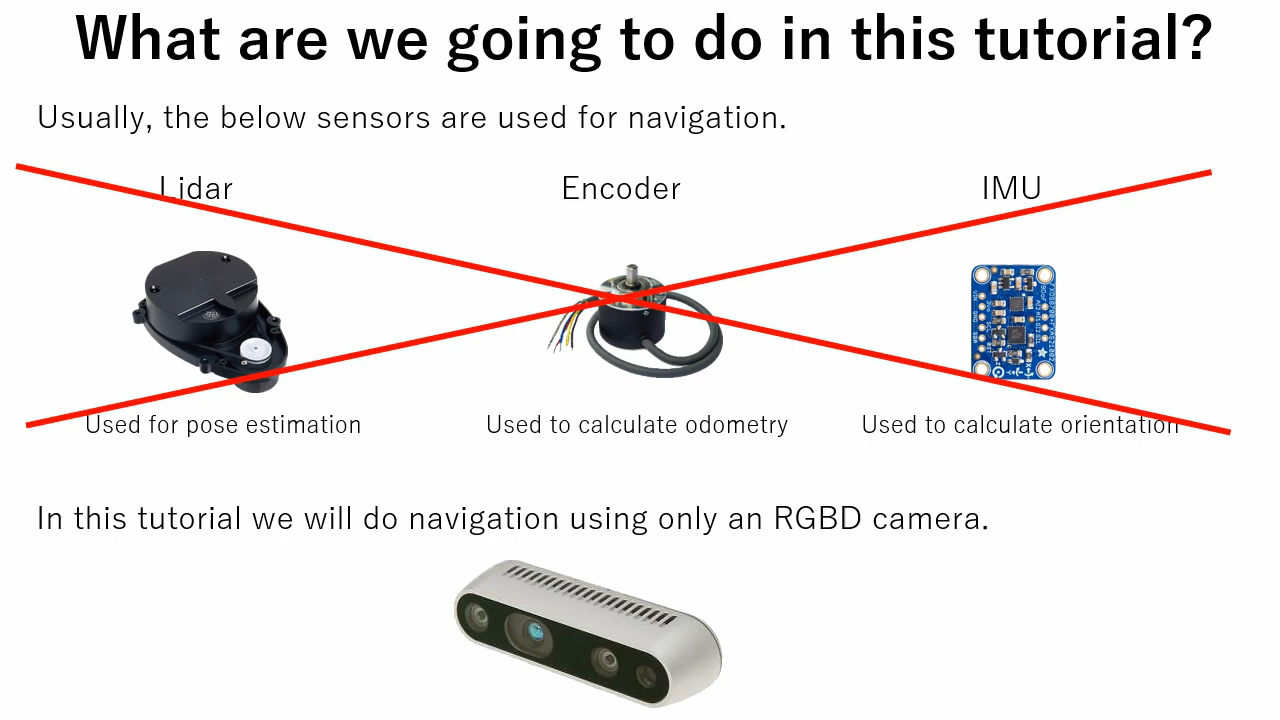 What are we going to do in this tutorial?
Usually, the below sensors are used for navigation.
Lidar Encoder IMU
Used for pose estimation Used to calculate odometry Used to calculate orientation
In this tutorial we will do navigation using only an RGBD camera.